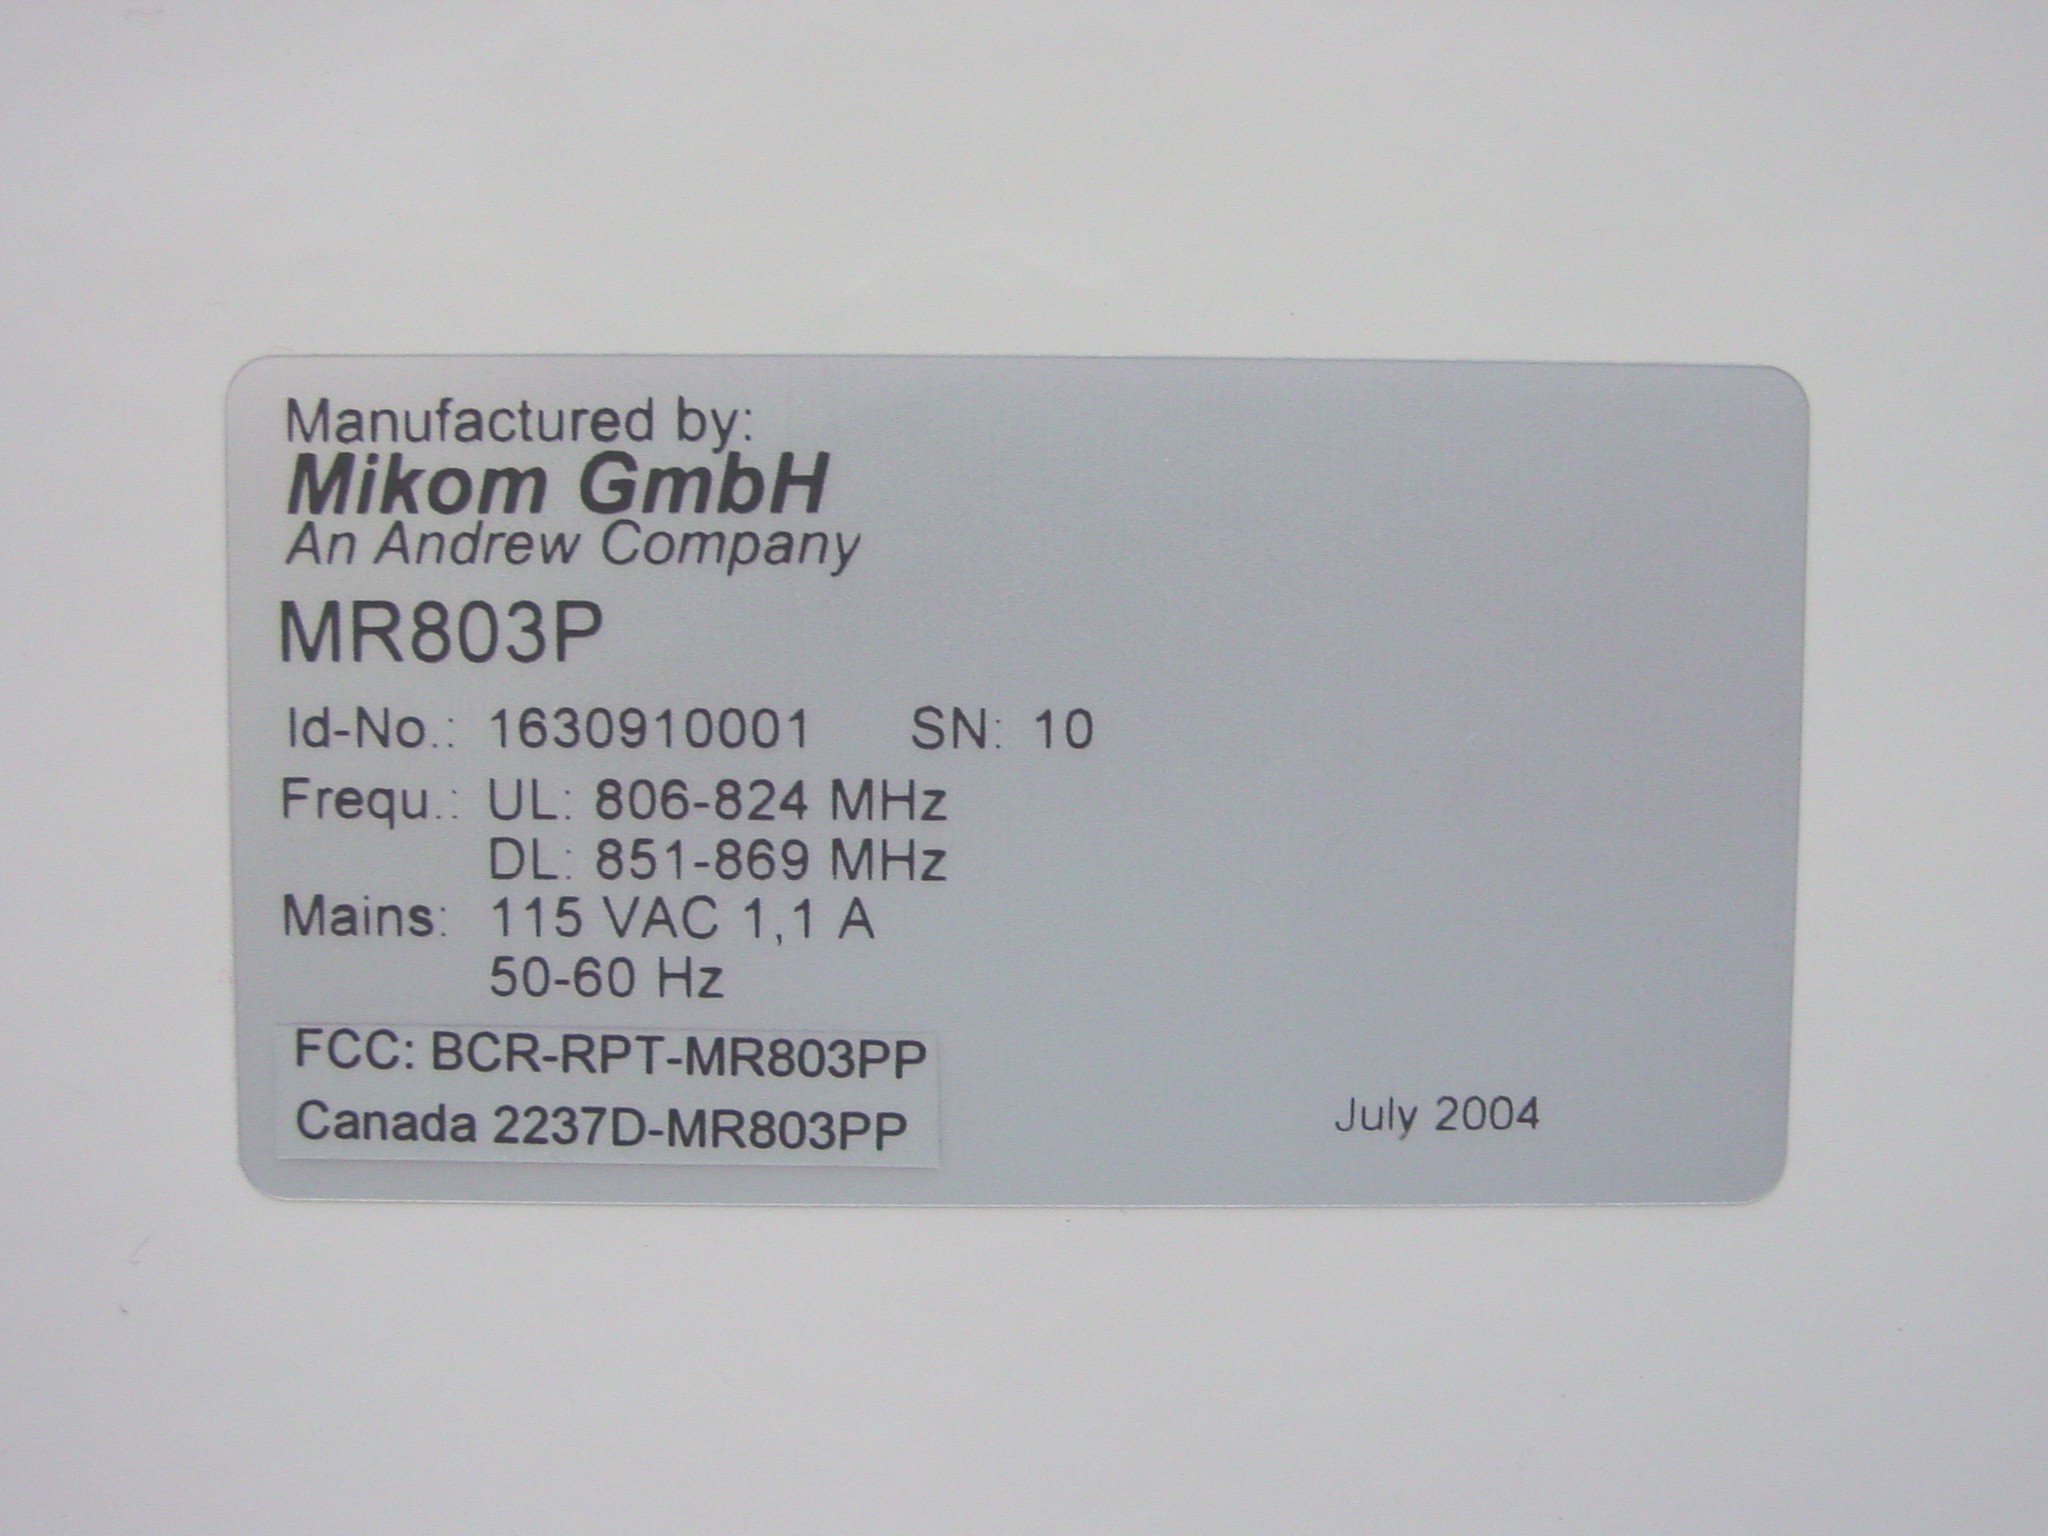 Manufactured by:
Mikom GmbH
An Andrew Company
MR803P
Id-No.: 1630910001 SN: 10
Frequ.: UL: 806-824 MHz
DL: 851-869 MHz
Mains: 115 VAC 1,1 A
50-60 Hz
FCC: BCR-RPT-MR803PP
Canada 2237D-MR803PP
July 2004